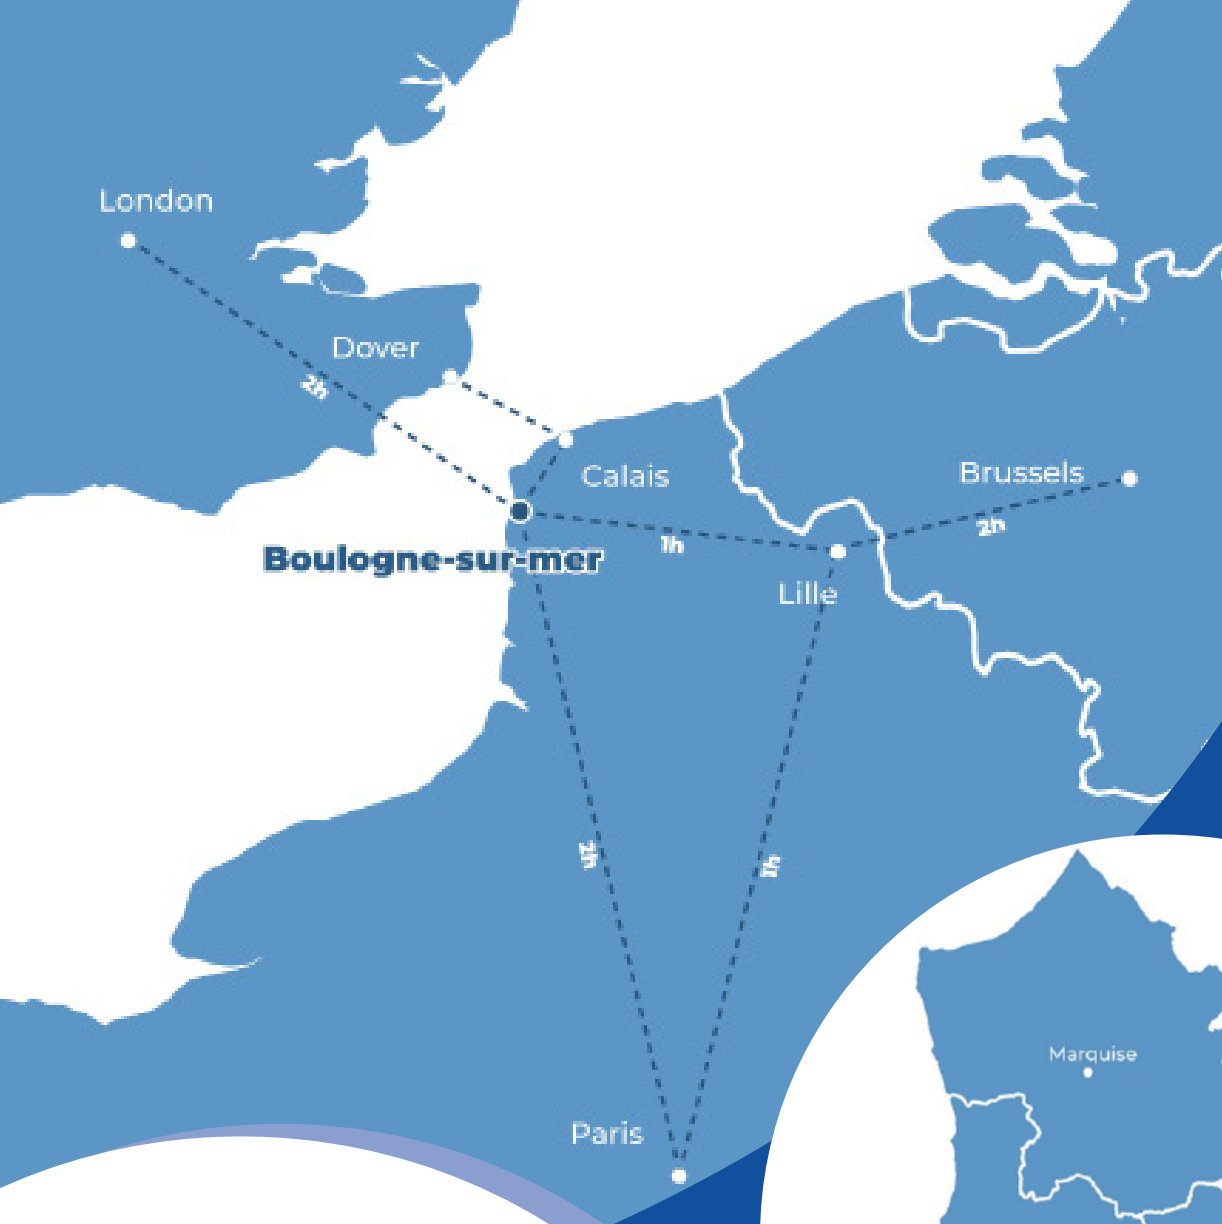 London
Dover
2h
Calais
Brussels
2h
1h
Boulogne-sur-mer
Lille
2h
1h
Marquise
Paris